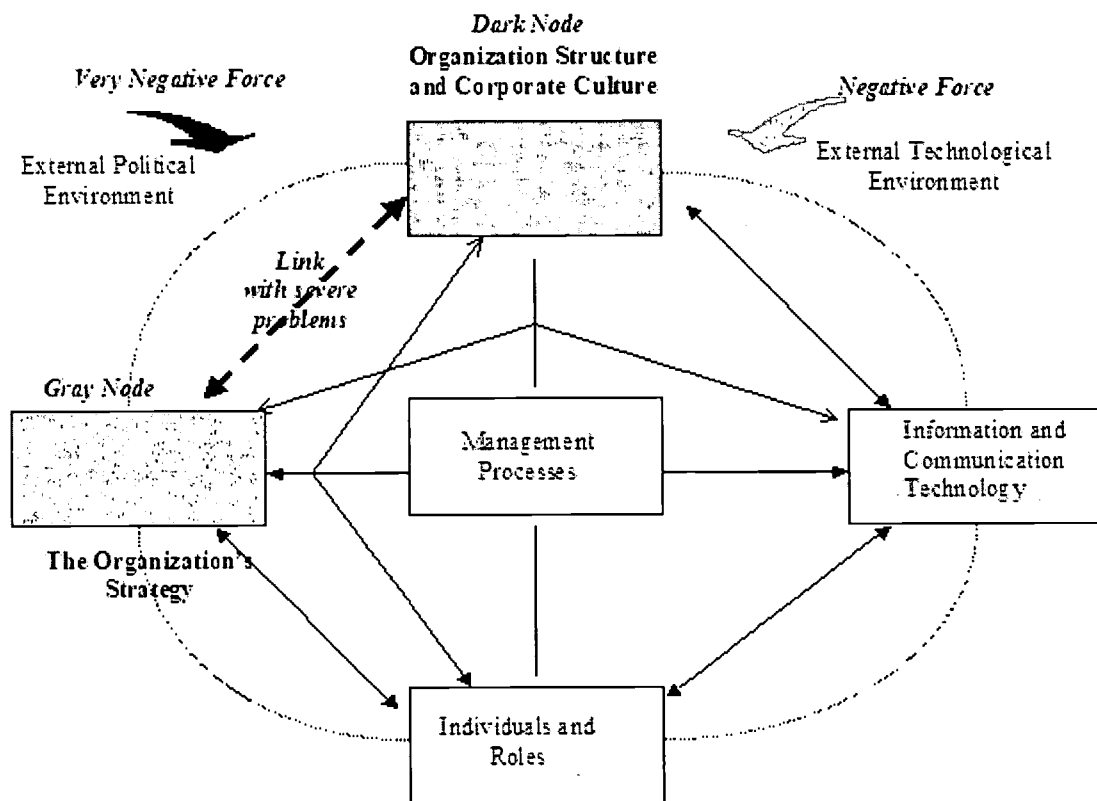 Dark Node
Organization Structure
and Corporate Culture
Very Negative Force
External Political
Environment
Negative Force
External Technological
Environment
Link
with severe
problems
Gray Node
The Organization's
Strategy
Management
Processes
Information and
Communication
Technology
Individuals and
Roles